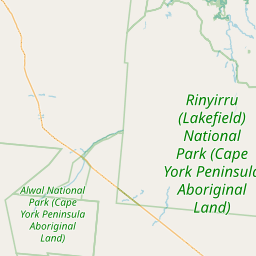 Rinyirru
(Lakefield)
National
Park (Cape
York Peninsula
Aboriginal
Land)
Alwal National
Park (Cape
York Peninsula
Aboriginal
Land)